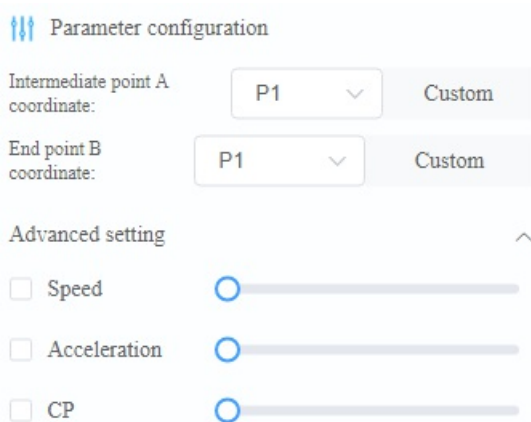 Parameter configuration
Intermediate point A
coordinate:
P1
Custom
End point B
coordinate:
P1
Custom
Advanced setting
Speed
Acceleration
CP